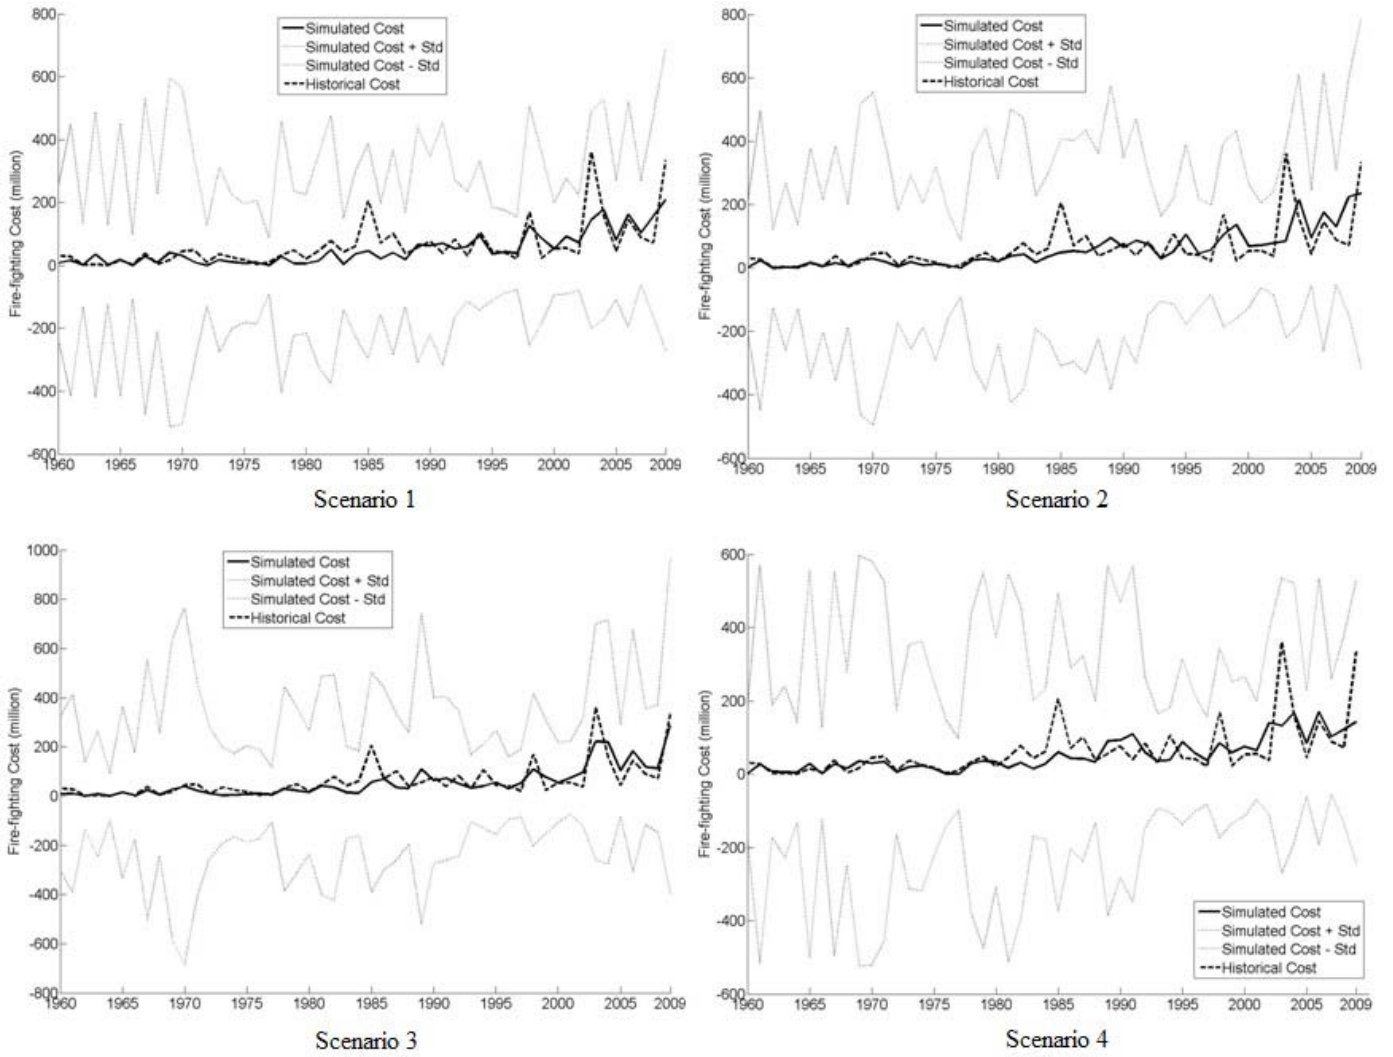 800
600
400
200
0
-200
-400
-600
Fire-fighting Cost (million)
Simulated Cost
Simulated Cost + Std
Simulated Cost - Std
Historical Cost
1960 1965 1970 1975 1980 1985 1990 1995 2000 2005 2009
Scenario 1
800
600
400
200
0
-200
-400
-600
Fire-fighting Cost (million)
Simulated Cost
Simulated Cost + Std
Simulated Cost - Std
Historical Cost
1960 1965 1970 1975 1980 1985 1990 1995 2000 2005 2009
Scenario 2
1000
800
600
400
200
0
-200
-400
-600
-800
Fire-fighting Cost (million)
Simulated Cost
Simulated Cost + Std
Simulated Cost - Std
Historical Cost
1960 1965 1970 1975 1980 1985 1990 1995 2000 2005 2009
Scenario 3
600
400
200
0
-200
-400
-600
Fire-fighting Cost (million)
Simulated Cost
Simulated Cost + Std
Simulated Cost - Std
Historical Cost
1960 1965 1970 1975 1980 1985 1990 1995 2000 2005 2009
Scenario 4